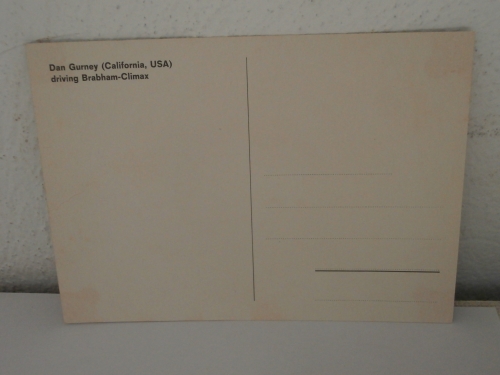 Dan Gurney (California, USA)
driving Brabham-Climax